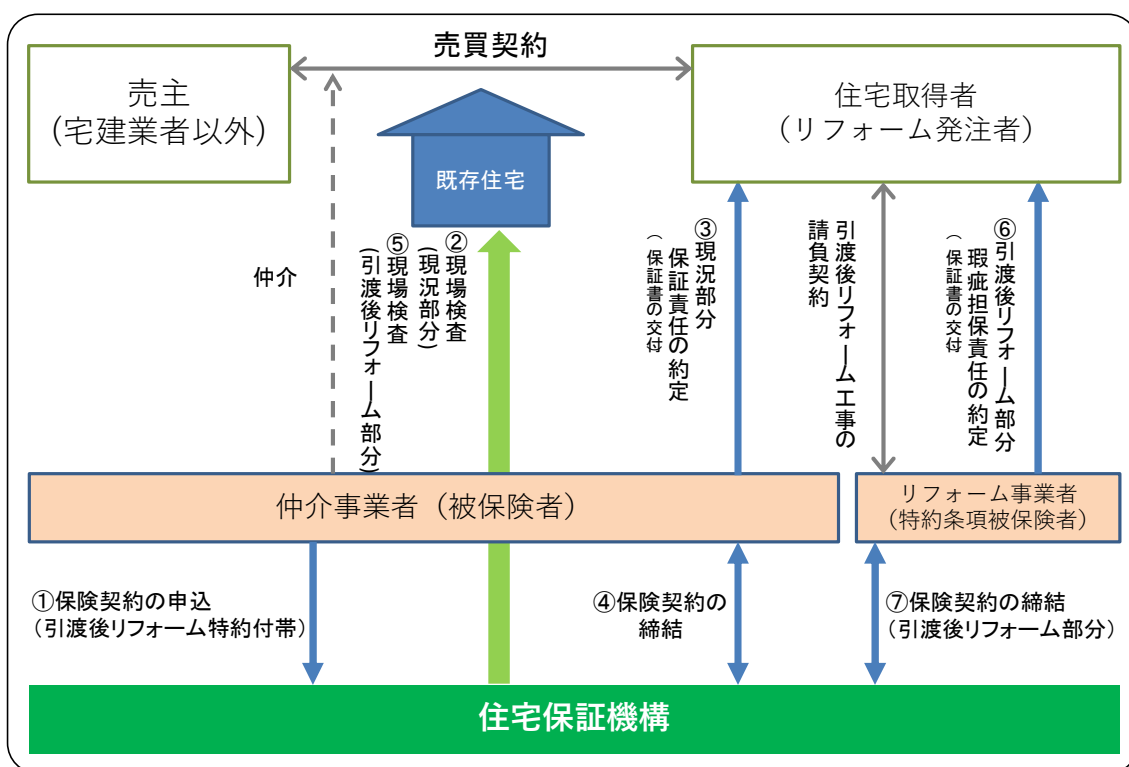 売買契約
売主
(宅建業者以外)
住宅取得者
(リフォーム発注者)
既存住宅
仲介
②現場検査
(現況部分)
⑤現場検査
(引渡後リフォーム部分)
③現況部分
保証責任の約定
(保証書の交付)
引渡後リフォーム工事の
請負契約
⑥引渡後リフォーム部分
瑕疵担保責任の約定
(保証書の交付)
仲介事業者(被保険者)
リフォーム事業者
(特約条項被保険者)
①保険契約の申込
(引渡後リフォーム特約付帯)
④保険契約の
締結
⑦保険契約の締結
(引渡後リフォーム部分)
住宅保証機構